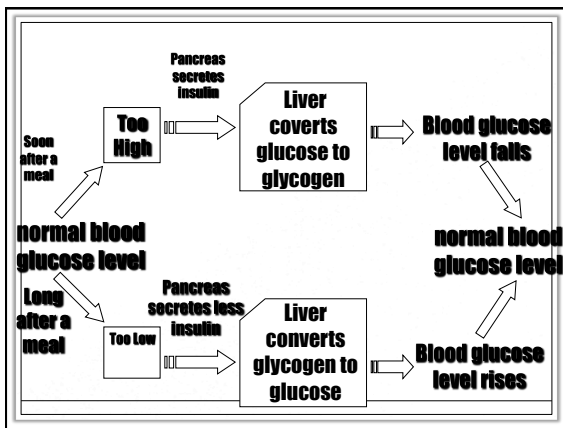 Pancreas
secretes
insulin
Soon
after a
meal
Too
High
Liver
coverts
glucose to
glycogen
Blood glucose
level falls
normal blood
glucose level
normal blood
glucose level
Long
after a
meal
Too Low
Pancreas
secretes less
insulin
Liver
converts
glycogen to
glucose
Blood glucose
level rises